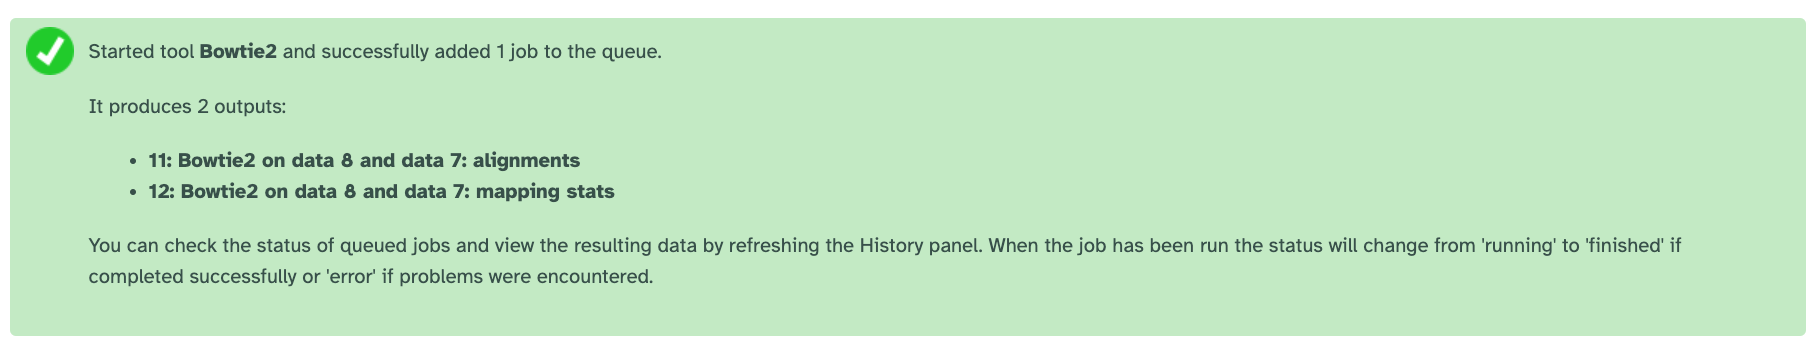 Started tool Bowtie2 and successfully added 1 job to the queue.
It produces 2 outputs:
• 11: Bowtie2 on data 8 and data 7: alignments
• 12: Bowtie2 on data 8 and data 7: mapping stats
You can check the status of queued jobs and view the resulting data by refreshing the History panel. When the job has been run the status will change from 'running' to 'finished' if
completed successfully or 'error' if problems were encountered.